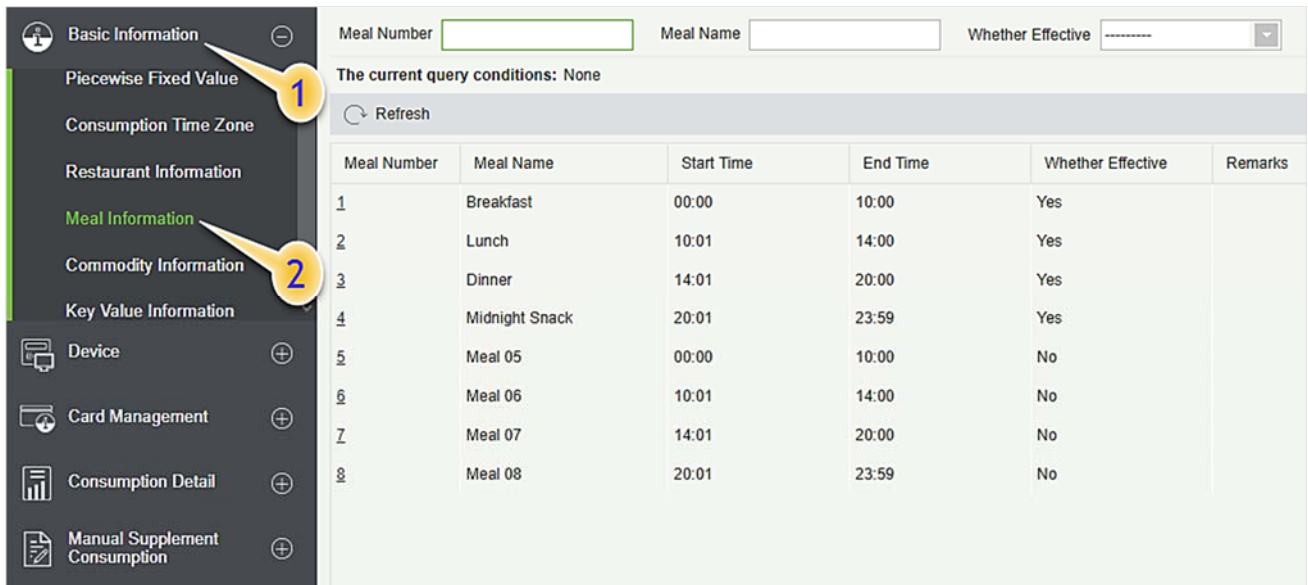 Basic Information
Piecewise Fixed Value
1
Consumption Time Zone
Restaurant Information
Meal Information
2
Commodity Information
Key Value Information
Device
Card Management
Consumption Detail
Manual Supplement
Consumption
Meal Number Meal Name Whether Effective ---------
The current query conditions: None
Refresh
Meal Number Meal Name Start Time End Time Whether Effective Remarks
1 Breakfast 00:00 10:00 Yes
2 Lunch 10:01 14:00 Yes
3 Dinner 14:01 20:00 Yes
4 Midnight Snack 20:01 23:59 Yes
5 Meal 05 00:00 10:00 No
6 Meal 06 10:01 14:00 No
7 Meal 07 14:01 20:00 No
8 Meal 08 20:01 23:59 No